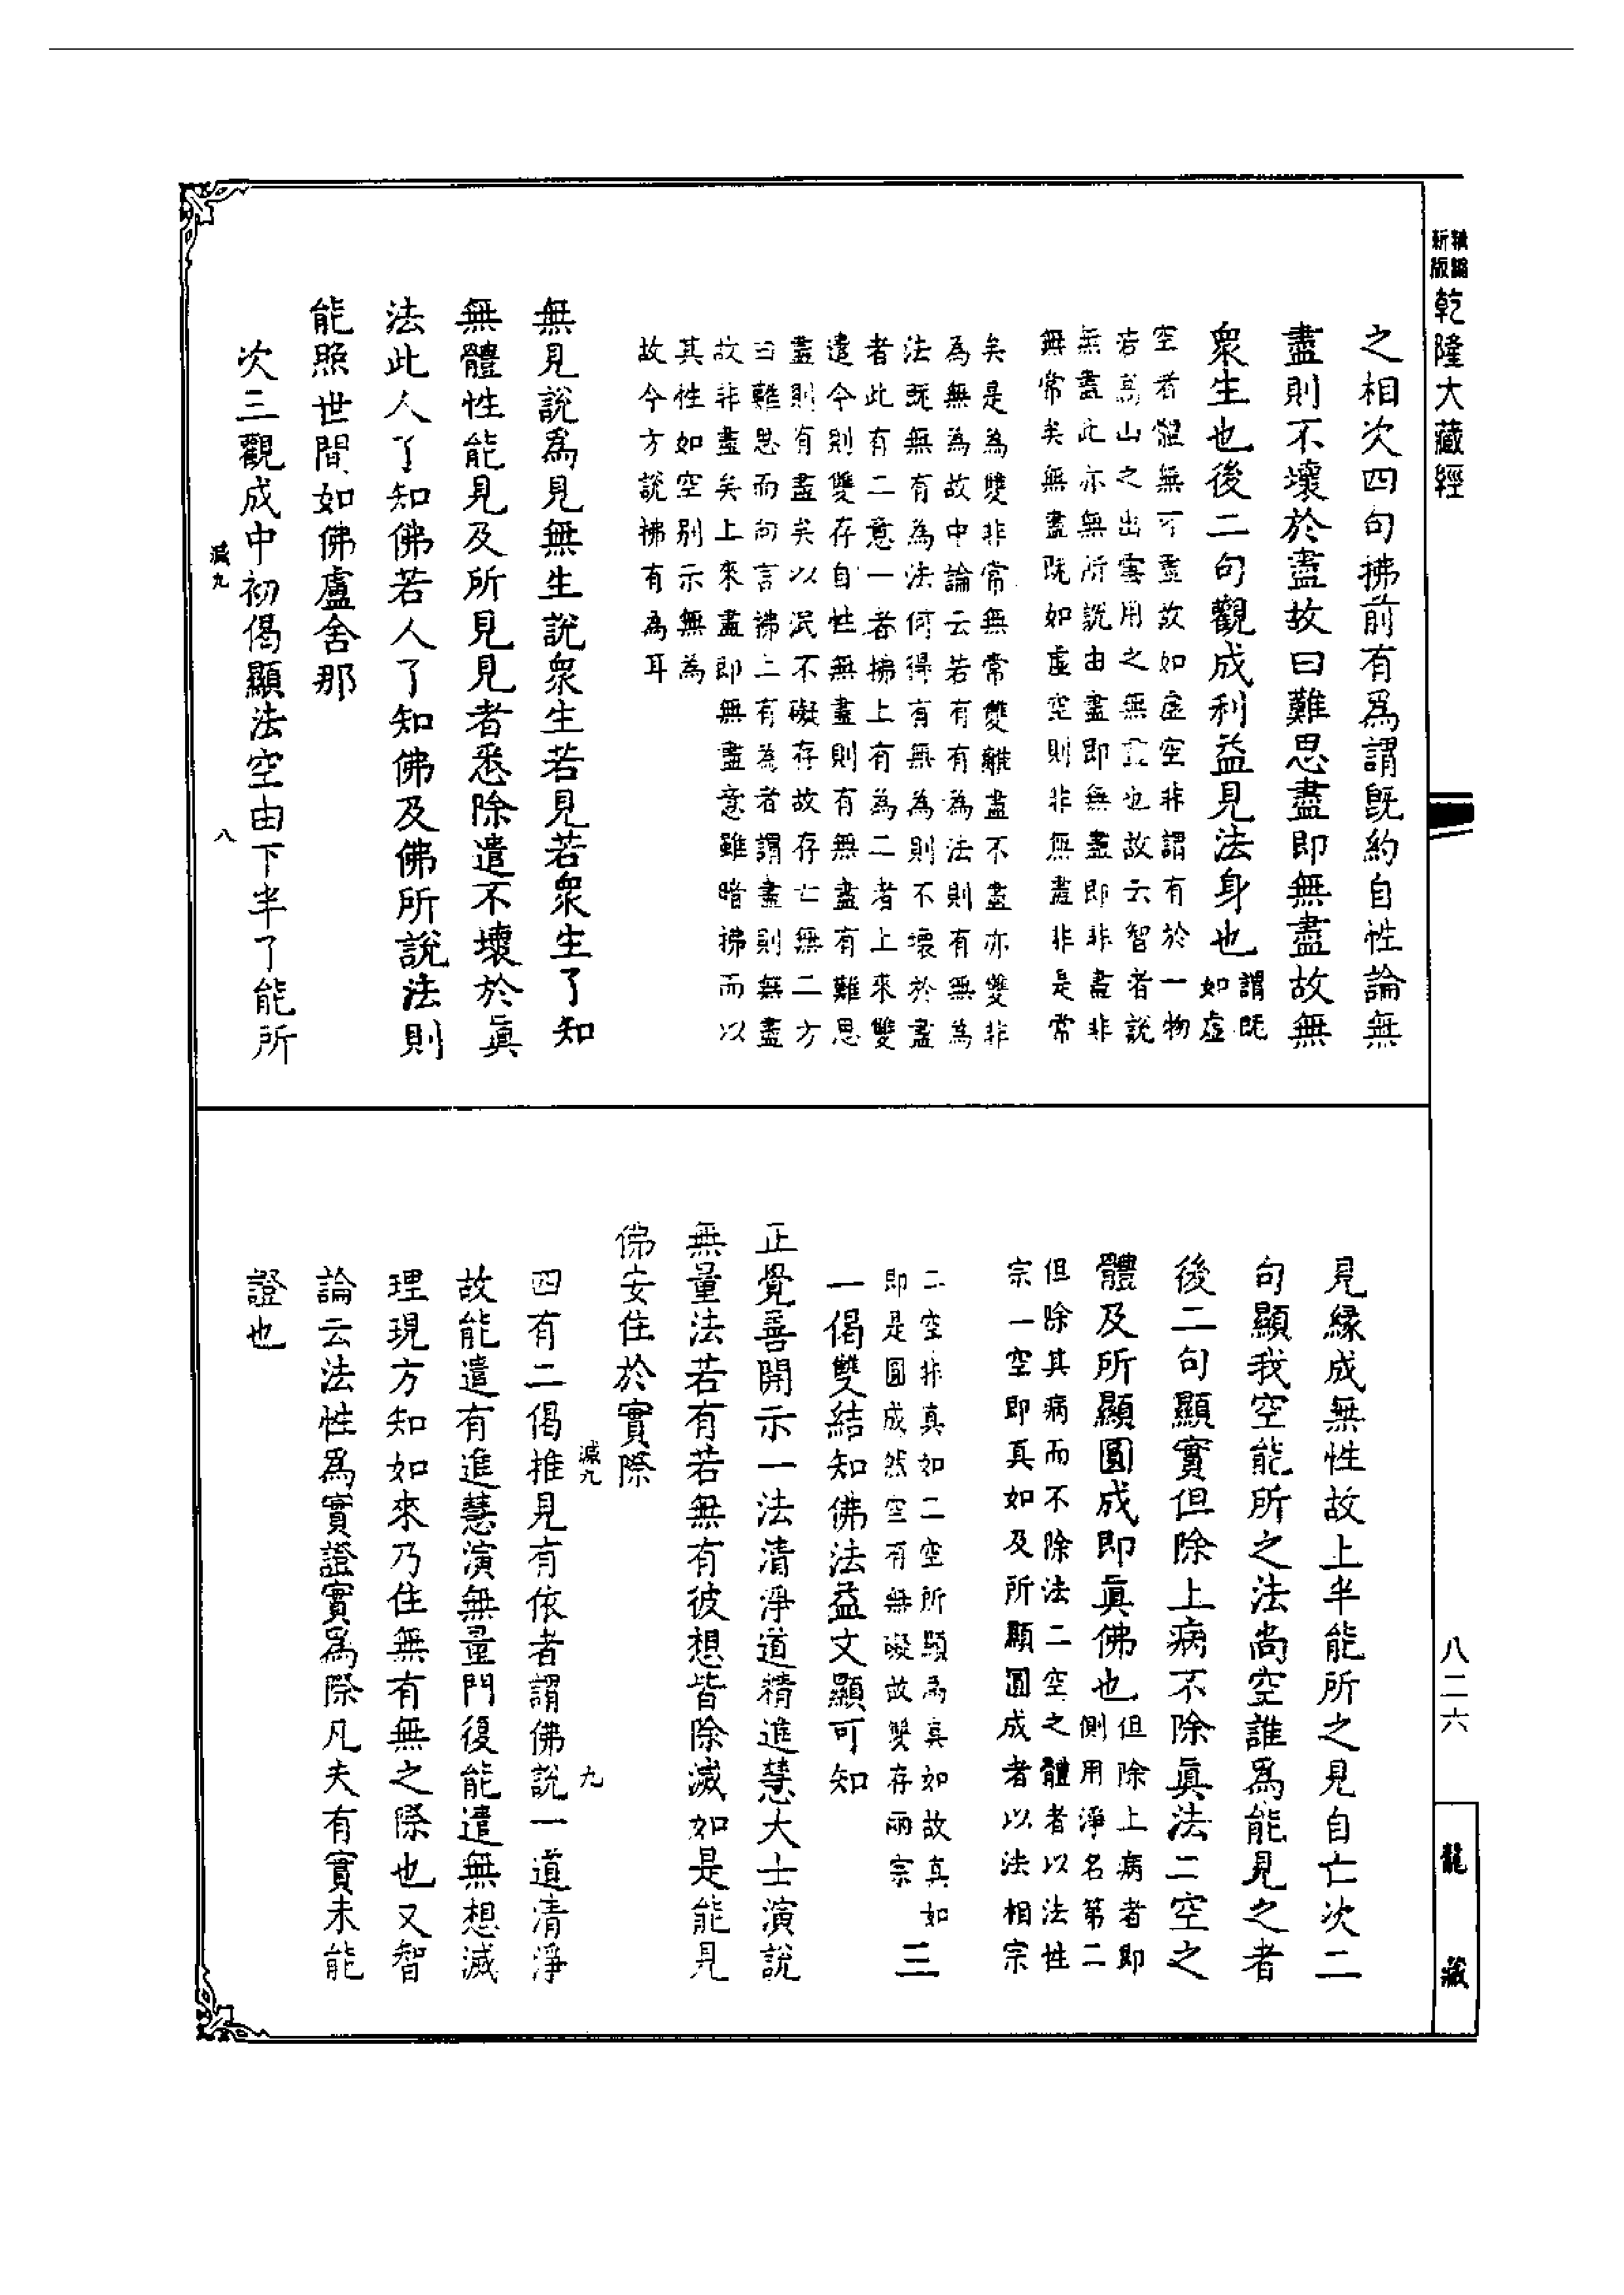 新版
精編
乾隆大藏經
之相次四句拂前有爲謂既約自性論無
盡則不壞於盡故曰難思盡即無盡故無
衆生也後二句觀成利益見法身也謂既
如虛
空者體無可盡故如虛空非謂有於一物
若萬山之出雲用之無盡也故云智者說
無盡此亦無所說由盡即無盡即非盡非
無常矣無盡既如虛空則非無盡非是常
矣是為雙非常無常雙離盡不盡亦雙非
為無為故中論云若有有為法則有無為
法既無有為法何得有無為則不壞於盡
者此有二意一者拂上有為二者上來雙
遣今則雙存自性無盡則有無盡有難思
盡則有盡矣以泯不礙存故存亡無二方
曰難思而向言拂上有為者謂盡則無盡
故非盡矣上來盡即無盡意雖暗拂而以
其性如空別示無為
故今方說拂有為耳
無見說爲見無生說衆生若見若衆生了知
無體性能見及所見見者悉除遣不壞於眞
法此人了知佛若人了知佛及佛所說法則
能照世間如佛盧舍那
次三觀成中初偈顯法空由下半了能所
減九
八
見緣成無性故上半能所之見自亡次二
句顯我空能所之法尚空誰爲能見之者
後二句顯實但除上病不除眞法二空之
體及所顯圓成即眞佛也但除上病者即
側用淨名第二
但除其病而不除法二空之體者以法性
宗一空即真如及所顯圓成者以法相宗
二空非真如二空所顯為真如故真如
即是圓成然空有無礙故雙存兩宗
三
一偈雙結知佛法益文顯可知
正覺善開示一法清淨道精進慧大士演說
無量法若有若無有彼想皆除滅如是能見
佛安住於實際
減九
九
四有二偈推見有依者謂佛說一道清淨
故能遣有進慧演無量門復能遣無想滅
理現方知如來乃住無有無之際也又智
論云法性爲實證實爲際凡夫有實未能
證也
八二六
龍藏